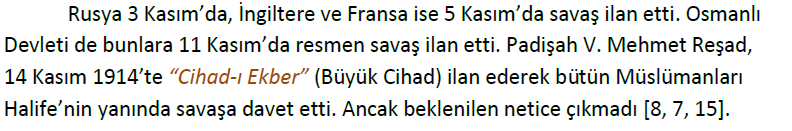 Rusya 3 Kasım’da, İngiltere ve Fransa ise 5 Kasım’da savaş ilan etti. Osmanlı
Devleti de bunlara 11 Kasım’da resmen savaş ilan etti. Padişah V. Mehmet Reşad,
14 Kasım 1914’te “Cihad-ı Ekber” (Büyük Cihad) ilan ederek bütün Müslümanları
Halife’nin yanında savaşa davet etti. Ancak beklenilen netice çıkmadı [8, 7, 15].